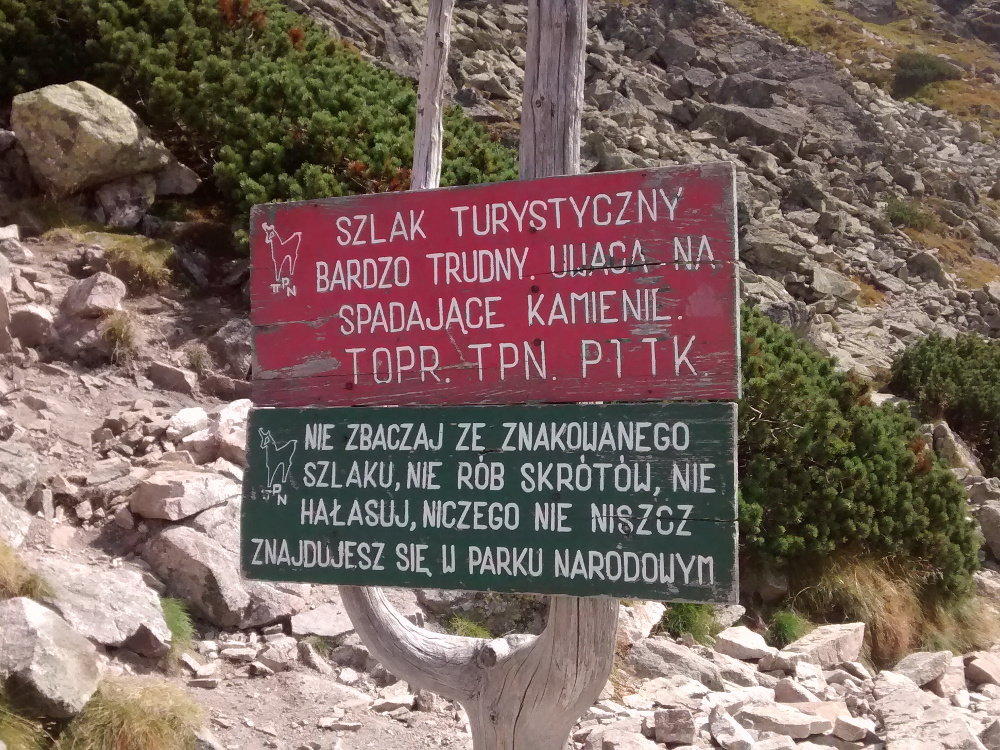 SZLAK TURYSTYCZNY
BARDZO TRUDNY. UWAGA NA
SPADAJĄCE KAMIENIE.
TOPR. TPN. PTTK.
TPN
NIE ZBACZAJ ZE ZNAKOWANEGO
SZLAKU, NIE RÓB SKRÓTÓW, NIE
HAŁASUJ, NICZEGO NIE NISZCZ
ZNAJDUJESZ SIĘ W PARKU NARODOWYM
TPN